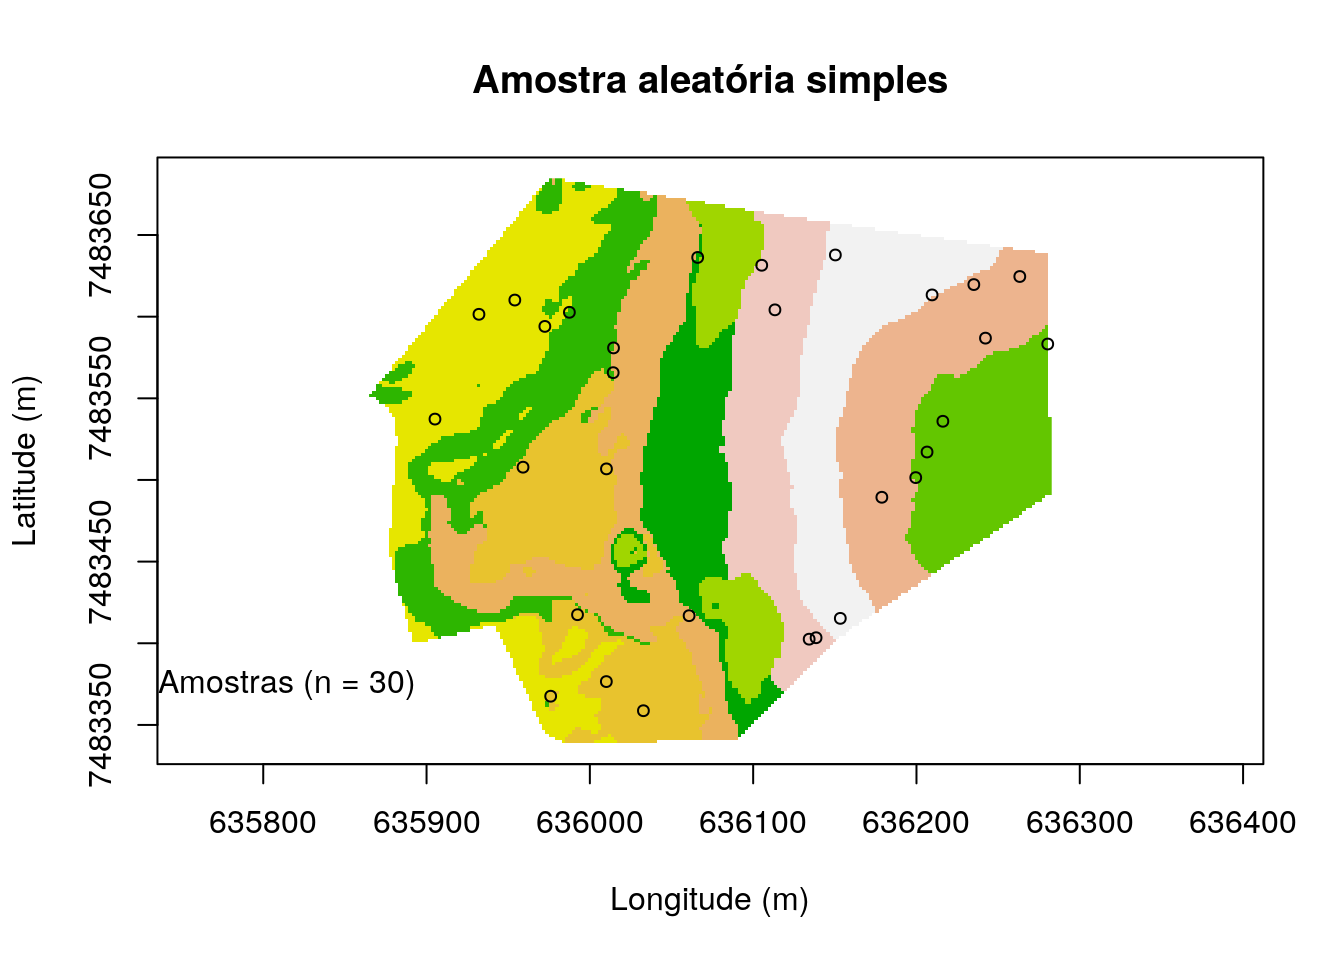 Amostra aleatória simples
Latitude (m)
7483650
7483550
7483450
7483350
Amostras (n = 30)
635800 635900 636000 636100 636200 636300 636400
Longitude (m)